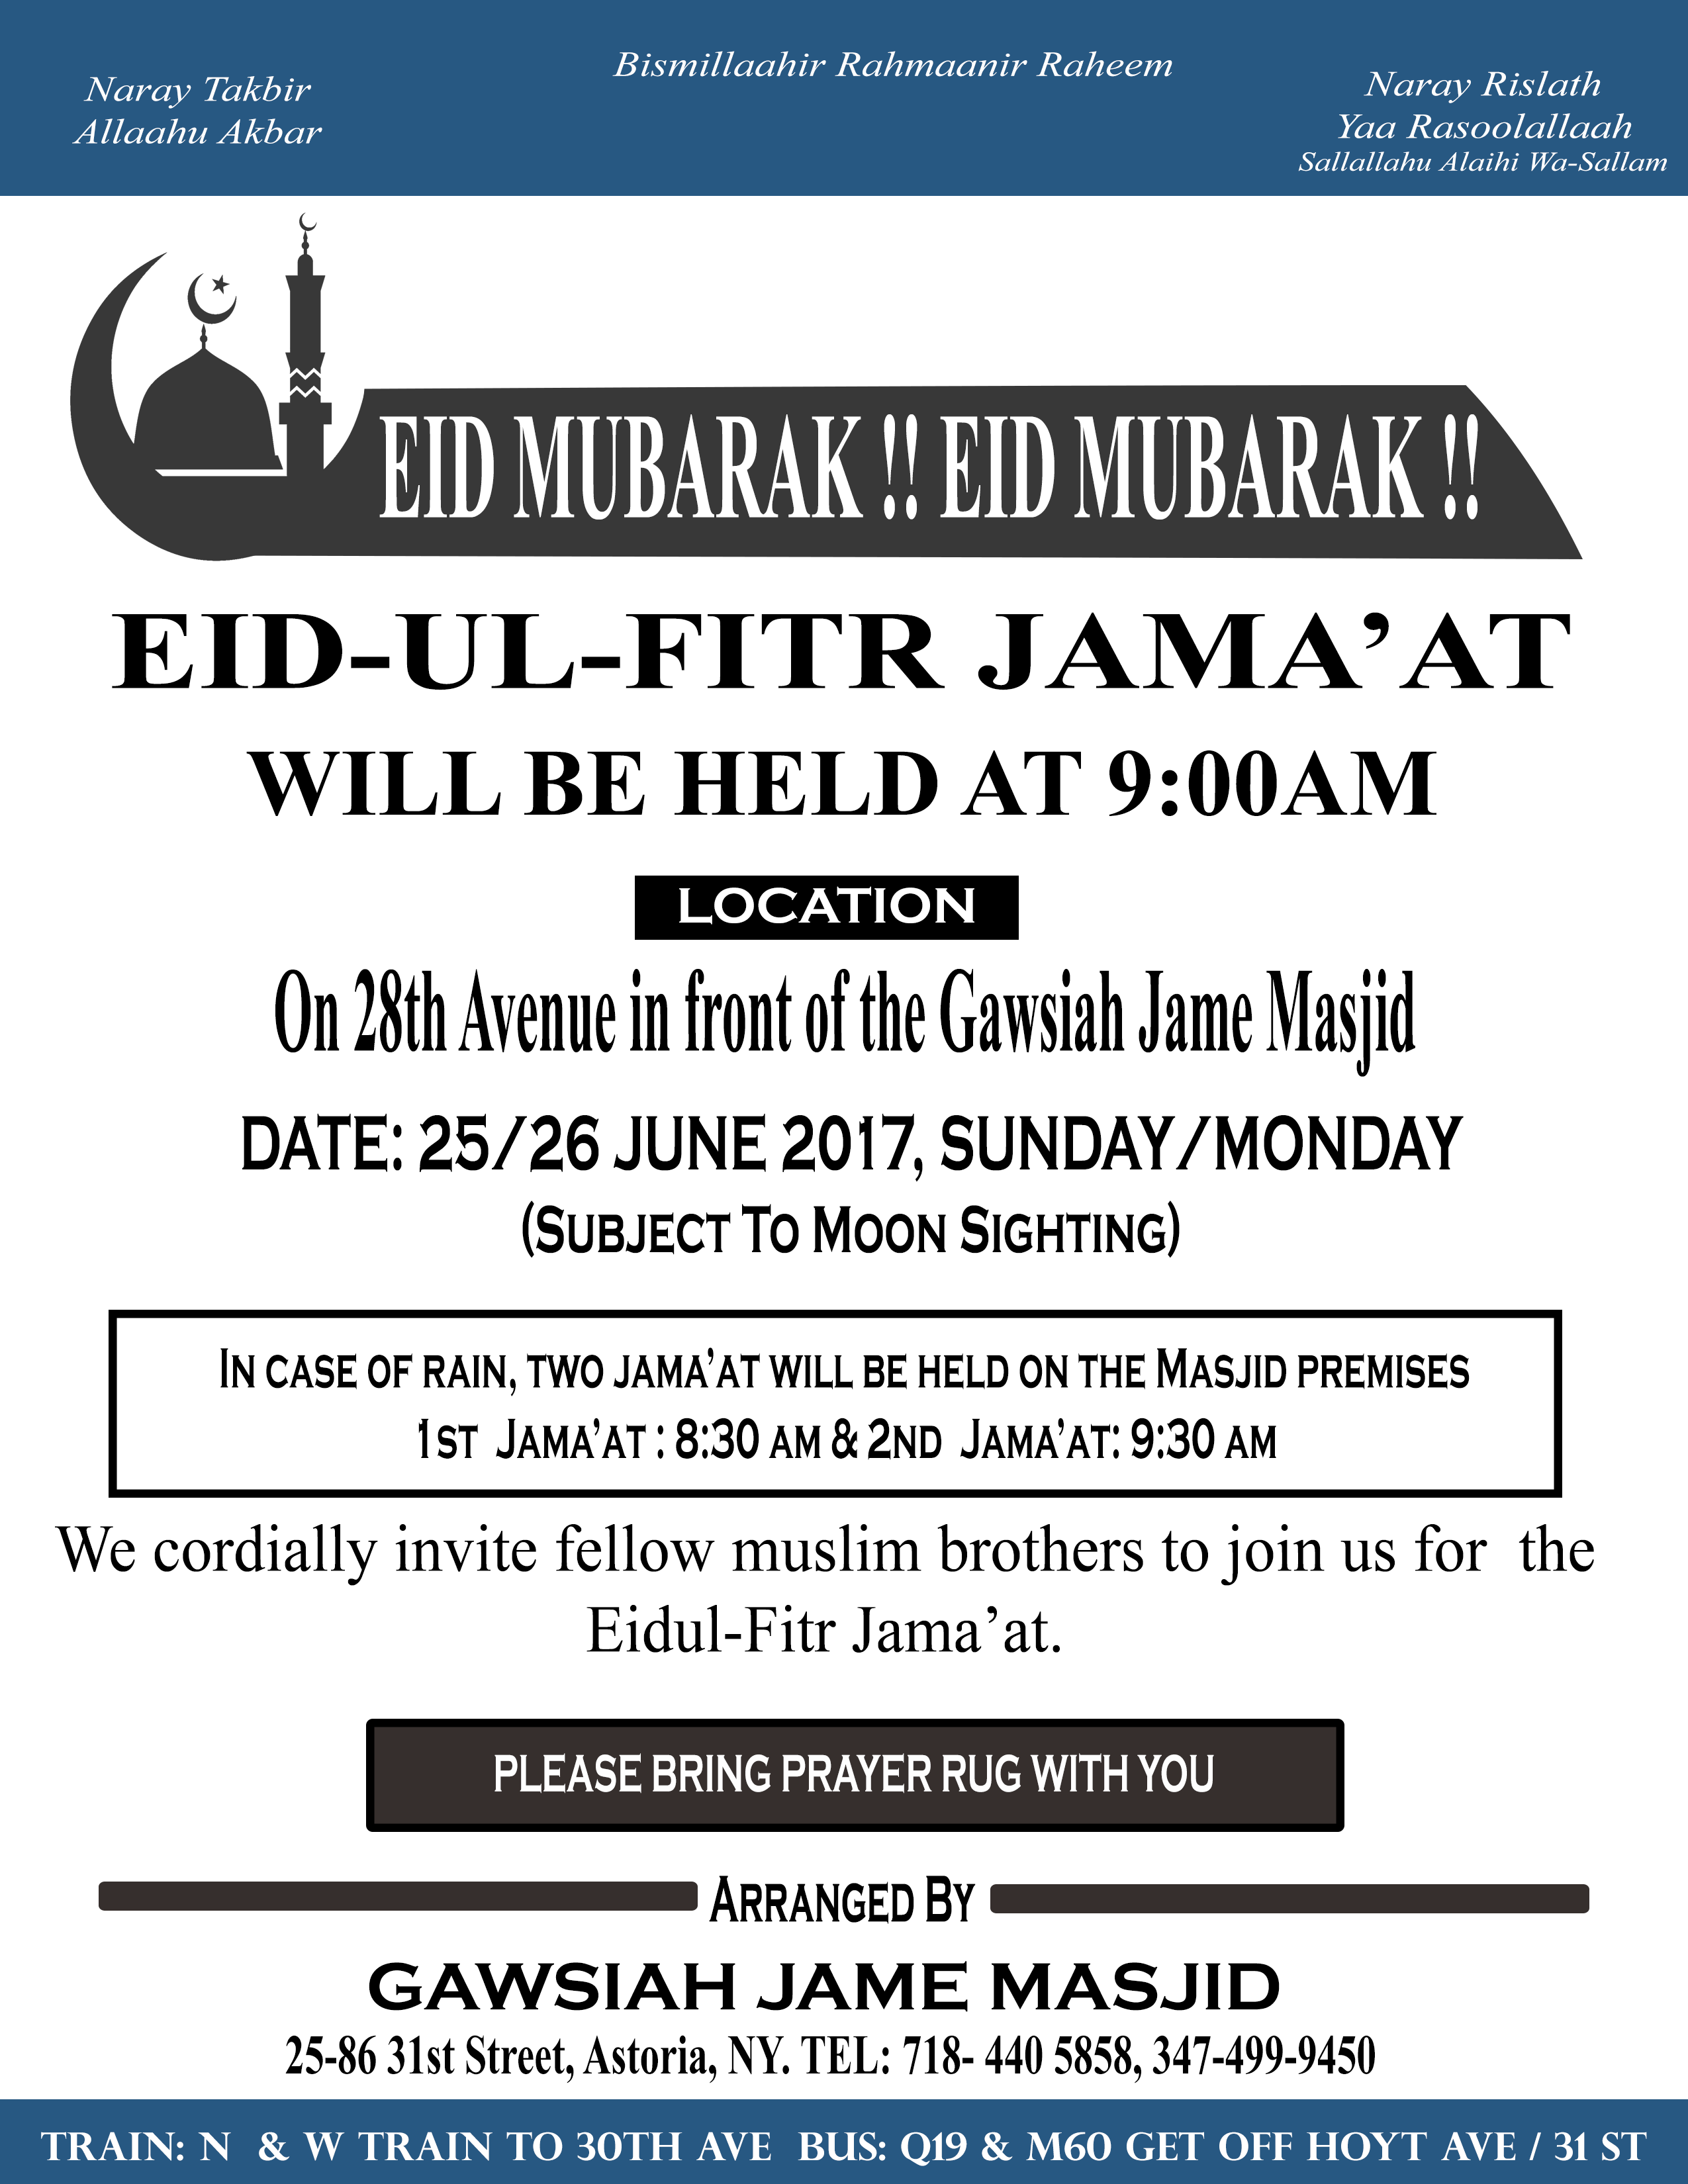 Bismillaahir Rahmaanir Raheem
Naray Takbir
Allaahu Akbar
Naray Rislath
Yaa Rasoolallaah
Sallallahu Alaihi Wa-Sallam
EID MUBARAK !! EID MUBARAK !!
EID-UL-FITR JAMA’AT
WILL BE HELD AT 9:00AM
LOCATION
On 28th Avenue in front of the Gawsiah Jame Masjid
DATE: 25/26 JUNE 2017, SUNDAY/MONDAY
(Subject To Moon Sighting)
In case of rain, two jama’at will be held on the Masjid premises
1st Jama’at : 8:30 am & 2nd Jama’at: 9:30 am
We cordially invite fellow muslim brothers to join us for the
Eidul-Fitr Jama’at.
PLEASE BRING PRAYER RUG WITH YOU
Arranged By
GAWSIAH JAME MASJID
25-86 31st Street, Astoria, NY. TEL: 718- 440 5858, 347-499-9450
TRAIN: N & W TRAIN TO 30TH AVE BUS: Q19 & M60 GET OFF HOYT AVE / 31 ST